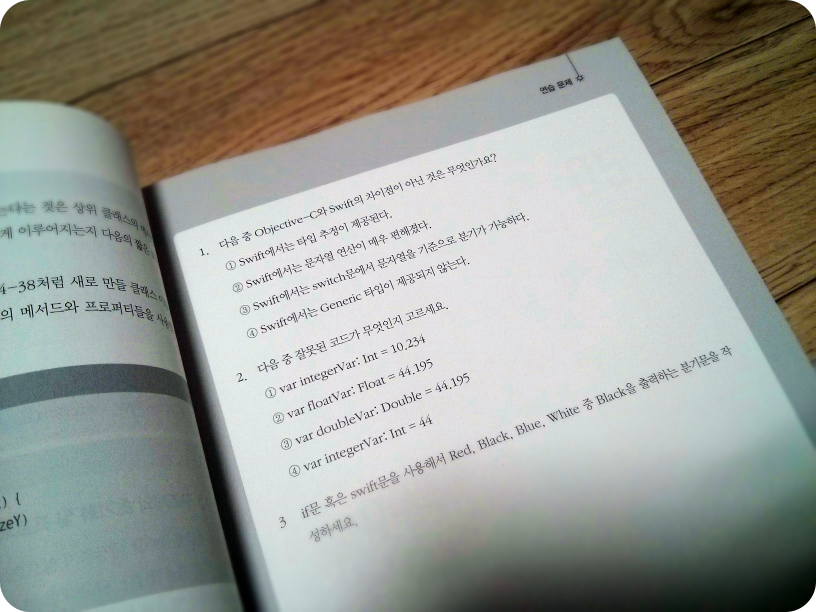 는다는 것은 상위 클래스의
게 이루어지는지 다음의 짧은
4-38처럼 새로 만들 클래스
의 메서드와 프로퍼티들을
) {
zeY)
연습 문제
1. 다음 중 Objective-C와 Swift의 차이점이 아닌 것은 무엇인가요?
① Swift에서는 타입 추정이 제공된다.
② Swift에서는 문자열 연산이 매우 편해졌다.
③ Swift에서는 switch문에서 문자열을 기준으로 분기가 가능하다.
④ Swift에서는 Generic 타입이 제공되지 않는다.
2. 다음 중 잘못된 코드가 무엇인지 고르세요.
① var integerVar: Int = 10.234
② var floatVar: Float = 44.195
③ var doubleVar: Double = 44.195
④ var integerVar: Int = 44
3 if문 혹은 swift문을 사용해서 Red, Black, Blue, White 중 Black을 출력하는 분기문을 작
성하세요.